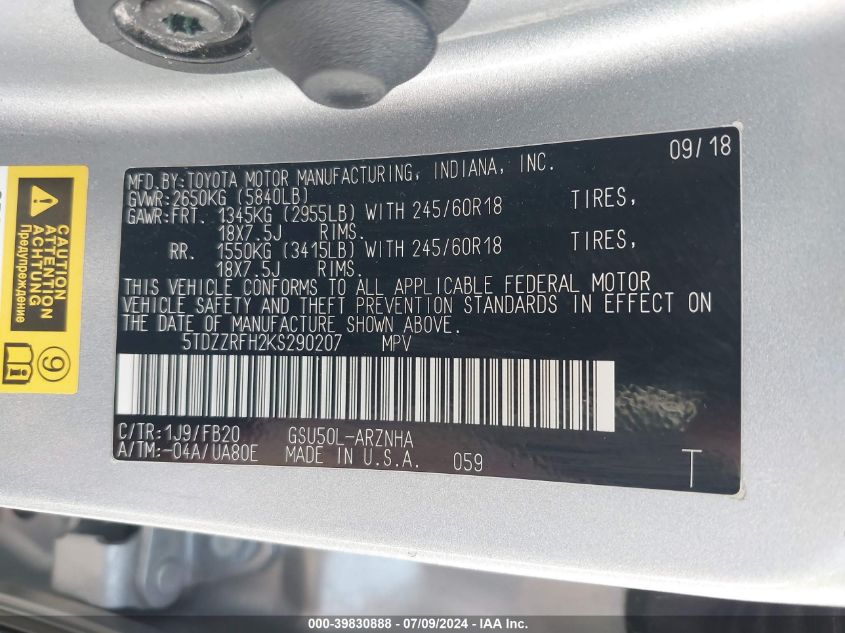 MFD.BY:TOYOTA MOTOR MANUFACTURING, INDIANA, INC. 09/18
GVWR:2650KG (5840LB)
GAWR:FRT. 1345KG (2955LB) WITH 245/60R18 TIRES,
18X7.5J RIMS.
RR. 1550KG (3415LB) WITH 245/60R18 TIRES,
18X7.5J RIMS.
THIS VEHICLE CONFORMS TO ALL APPLICABLE FEDERAL MOTOR
VEHICLE SAFETY AND THEFT PREVENTION STANDARDS IN EFFECT ON
THE DATE OF MANUFACTURE SHOWN ABOVE.
5TDZZRFH2KS290207 MPV
C/TR:1J9/FB20 GSU50L-ARZNHA
A/TM:-04A/UA80E MADE IN U.S.A. 059 T
CAUTION
ATTENTION
ACHTUNG
Предупреждение
9
000-39830888 - 07/09/2024 - IAA Inc.